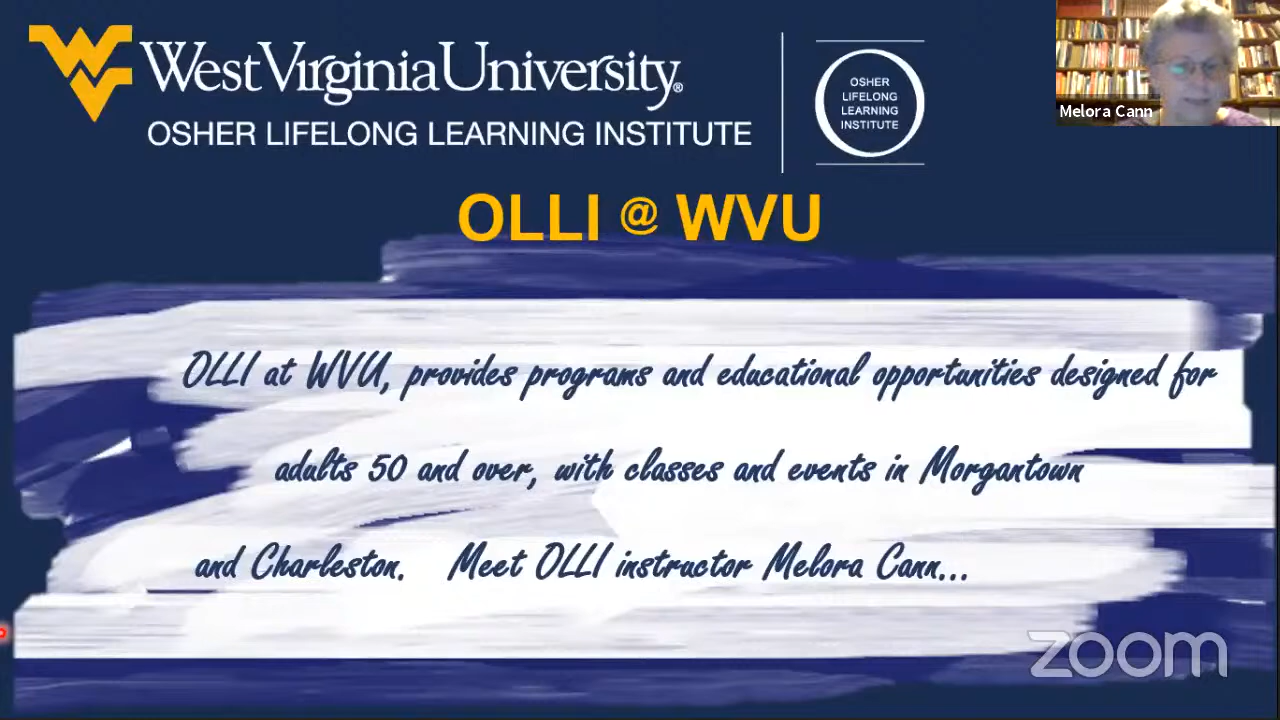 WestVirginiaUniversity®
OSHER LIFELONG LEARNING INSTITUTE
OSHER
LIFELONG
LEARNING
INSTITUTE
Melora Cann
OLLI @ WVU
OLLI at WVU, provides programs and educational opportunities designed for
adults 50 and over, with classes and events in Morgantown
and Charleston. Meet OLLI instructor Melora Cann...
zoom